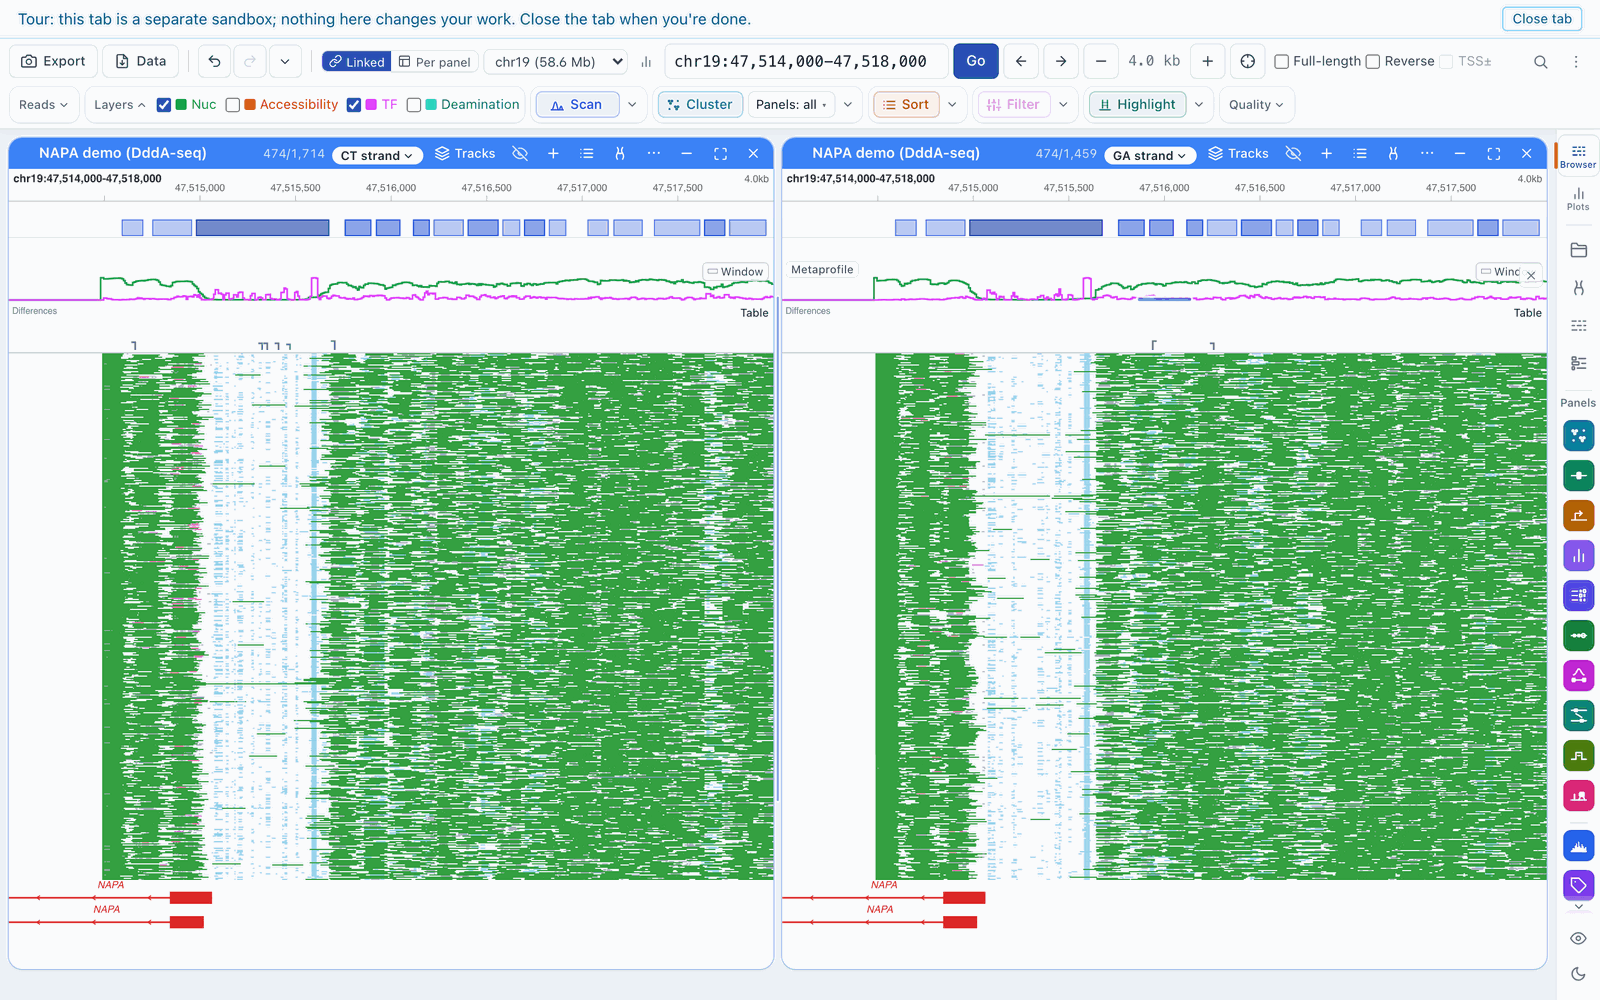 Tour: this tab is a separate sandbox; nothing here changes your work. Close the tab when you're done.
Close tab
Export
Data
Linked
Per panel
chr19 (58.6 Mb)
chr19:47,514,000–47,518,000
Go
4.0 kb
Full-length
Reverse
TSS±
Reads
Layers
Nuc
Accessibility
TF
Deamination
Scan
Cluster
Panels: all
Sort
Filter
Highlight
Quality
NAPA demo (DddA-seq)
474/1,714
CT strand
Tracks
chr19:47,514,000-47,518,000
4.0kb
47,515,000
47,515,500
47,516,000
47,516,500
47,517,000
47,517,500
Window
Differences
Table
NAPA
NAPA
NAPA demo (DddA-seq)
474/1,459
GA strand
Tracks
chr19:47,514,000-47,518,000
4.0kb
47,515,000
47,515,500
47,516,000
47,516,500
47,517,000
47,517,500
Metaprofile
Differences
Table
NAPA
NAPA
Browser
Plots
Panels